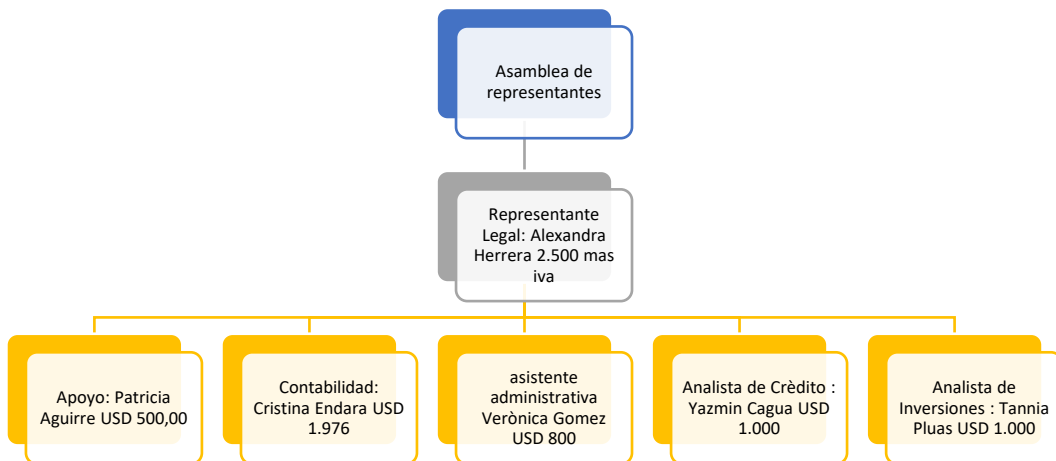 Asamblea de
representantes
Representante
Legal: Alexandra
Herrera 2.500 mas
iva
Apoyo: Patricia
Aguirre USD 500,00
Contabilidad:
Cristina Endara USD
1.976
asistente
administrativa
Verònica Gomez
USD 800
Analista de Crèdito :
Yazmin Cagua USD
1.000
Analista de
Inversiones : Tannia
Pluas USD 1.000